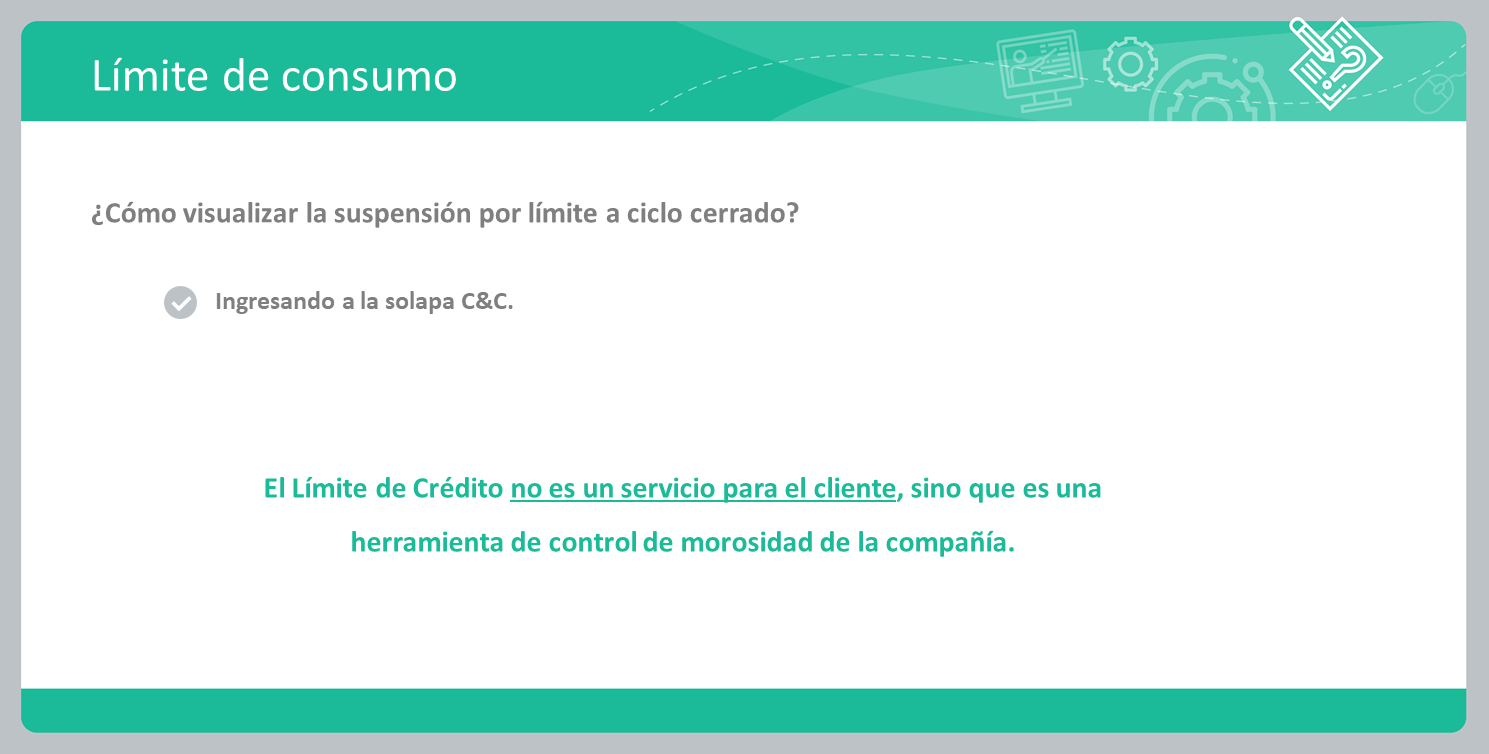 Límite de consumo
¿Cómo visualizar la suspensión por límite a ciclo cerrado?
Ingresando a la solapa C&C.
El Límite de Crédito no es un servicio para el cliente, sino que es una
herramienta de control de morosidad de la compañía.